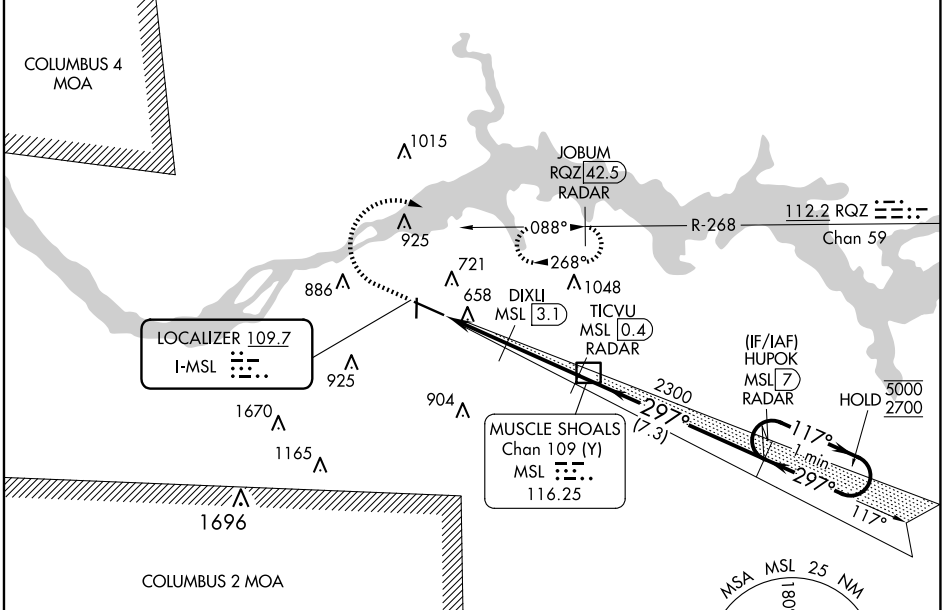 COLUMBUS 4
MOA
1015
JOBUM
RQZ 42.5
RADAR
112.2 RQZ
Chan 59
925
088°
R-268
268°
886
721
658
1048
DIXLI
MSL 3.1
TICVU
MSL 0.4
RADAR
LOCALIZER 109.7
I-MSL
(IF/IAF)
HUPOK
MSL 7
RADAR
HOLD 5000
2700
925
2300
297°
(7.3)
904
117°
1 min
297°
117°
1670
1165
MUSCLE SHOALS
Chan 109 (Y)
MSL
116.25
1696
COLUMBUS 2 MOA
MSA MSL 25 NM
180°